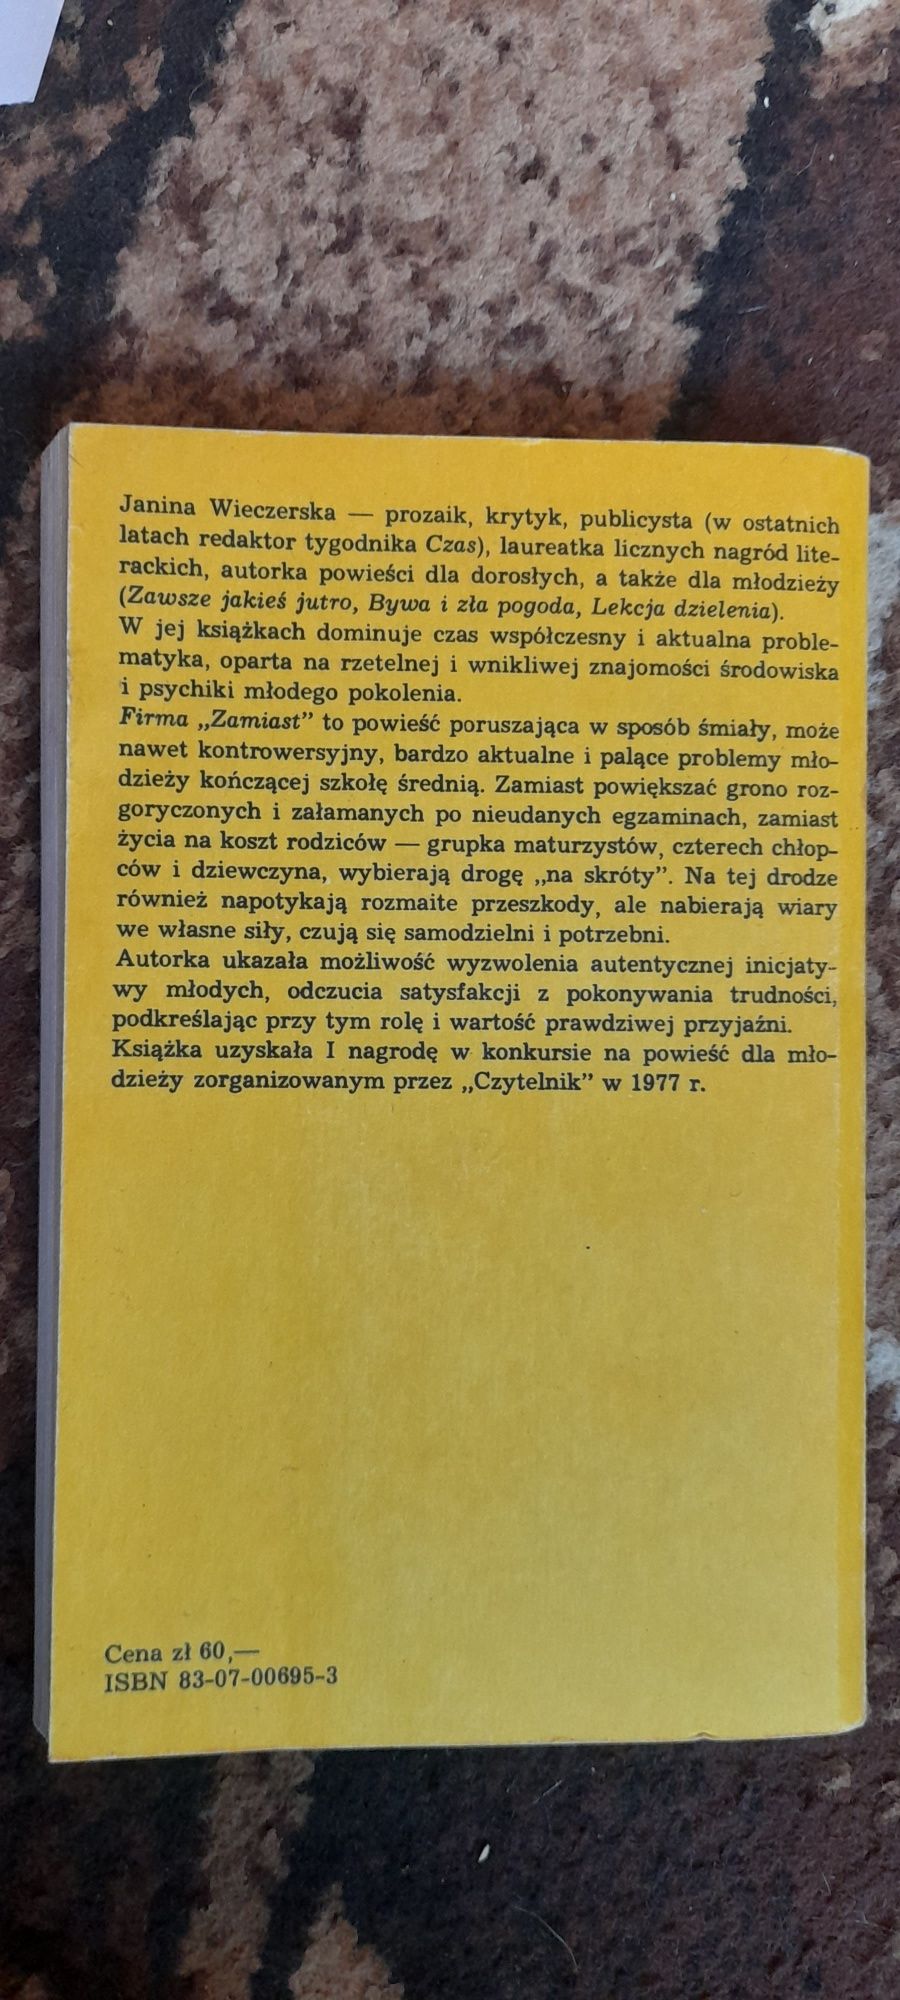 Janina Wieczerska — prozaik, krytyk, publicysta (w ostatnich
latach redaktor tygodnika Czas), laureatka licznych nagród lite-
rackich, autorka powieści dla dorosłych, a także dla młodzieży
(Zawsze jakieś jutro, Bywa i zła pogoda, Lekcja dzielenia).
W jej książkach dominuje czas współczesny i aktualna proble-
matyka, oparta na rzetelnej i wnikliwej znajomości środowiska
i psychiki młodego pokolenia.
Firma „Zamiast” to powieść poruszająca w sposób śmiały, może
nawet kontrowersyjny, bardzo aktualne i palące problemy mło-
dzieży kończącej szkołę średnią. Zamiast powiększać grono roz-
goryczonych i załamanych po nieudanych egzaminach, zamiast
życia na koszt rodziców — grupka maturzystów, czterech chłop-
ców i dziewczyna, wybierają drogę „na skróty”. Na tej drodze
również napotykają rozmaite przeszkody, ale nabierają wiary
we własne siły, czują się samodzielni i potrzebni.
Autorka ukazała możliwość wyzwolenia autentycznej inicjaty-
wy młodych, odczucia satysfakcji z pokonywania trudności,
podkreślając przy tym rolę i wartość prawdziwej przyjaźni.
Książka uzyskała I nagrodę w konkursie na powieść dla mło-
dzieży zorganizowanym przez „Czytelnik” w 1977 r.
Cena zł 60,—
ISBN 83-07-00695-3